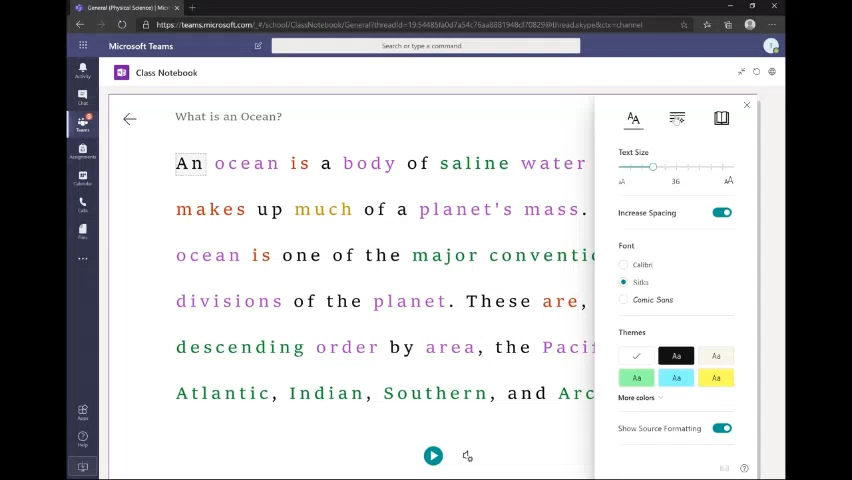 General (Physical Science) | Micros
https://teams.microsoft.com/_#/school/ClassNotebook/General?threadId=19:54485fa0d7a54c76aa8881948cf70829@thread.skype&ctx=channel
Microsoft Teams
Search or type a command
Activity
Chat
Teams
Assignments
Calendar
Calls
Files
Apps
Help
Class Notebook
What is an Ocean?
An ocean is a body of saline water
makes up much of a planet's mass.
ocean is one of the major conventio
divisions of the planet. These are,
descending order by area, the Pacif
Atlantic, Indian, Southern, and Arc
AA
Text Size
AA 36 AA
Increase Spacing
Font
Calibri
Sitka
Comic Sans
Themes
Aa Aa
Aa Aa Aa
More colors
Show Source Formatting